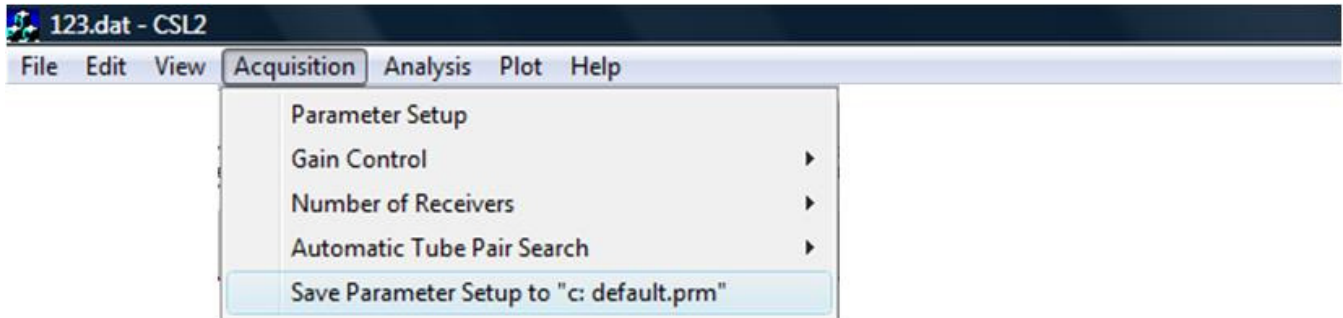 123.dat - CSL2
File Edit View Acquisition Analysis Plot Help
Parameter Setup
Gain Control
Number of Receivers
Automatic Tube Pair Search
Save Parameter Setup to "c: default.prm"